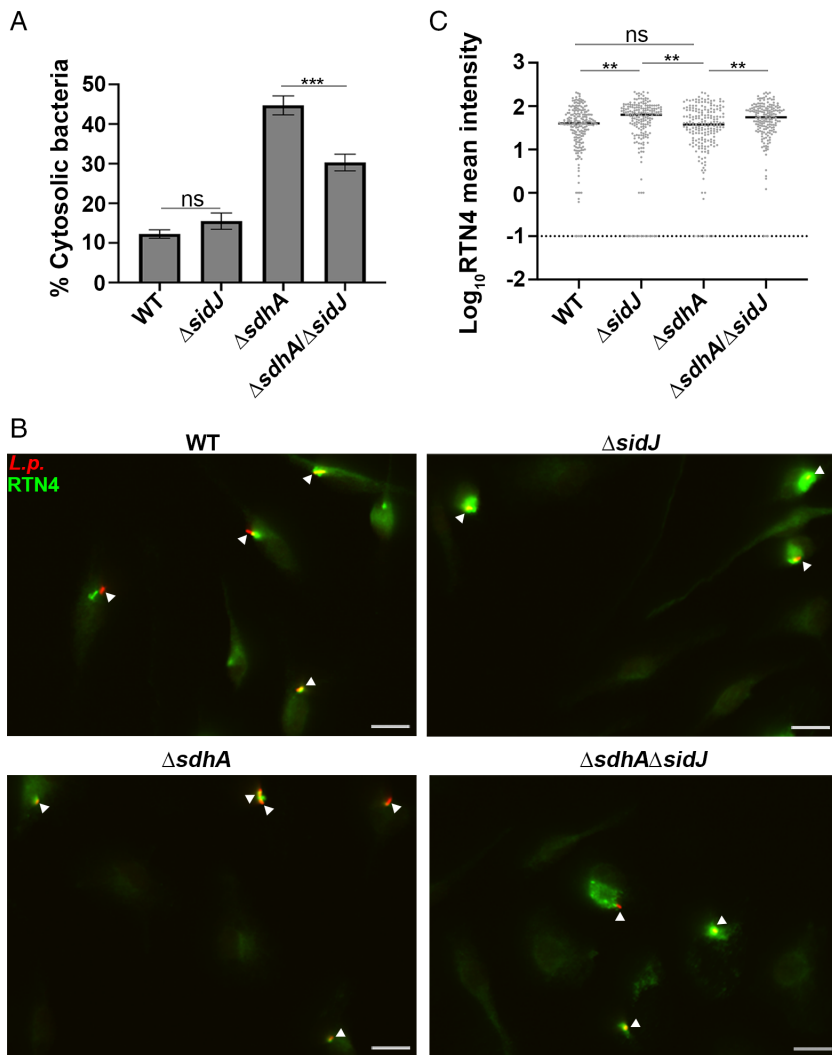 A
% Cytosolic bacteria
50
40
30
20
10
0
ns
***
WT
ΔsidJ
ΔsdhA
ΔsdhA/ΔsidJ
C
Log10RTN4 mean intensity
3
2
1
0
-1
-2
ns
**
**
**
WT
ΔsidJ
ΔsdhA
ΔsdhA/ΔsidJ
B
WT
L.p.
RTN4
ΔsidJ
ΔsdhA
ΔsdhAΔsidJ